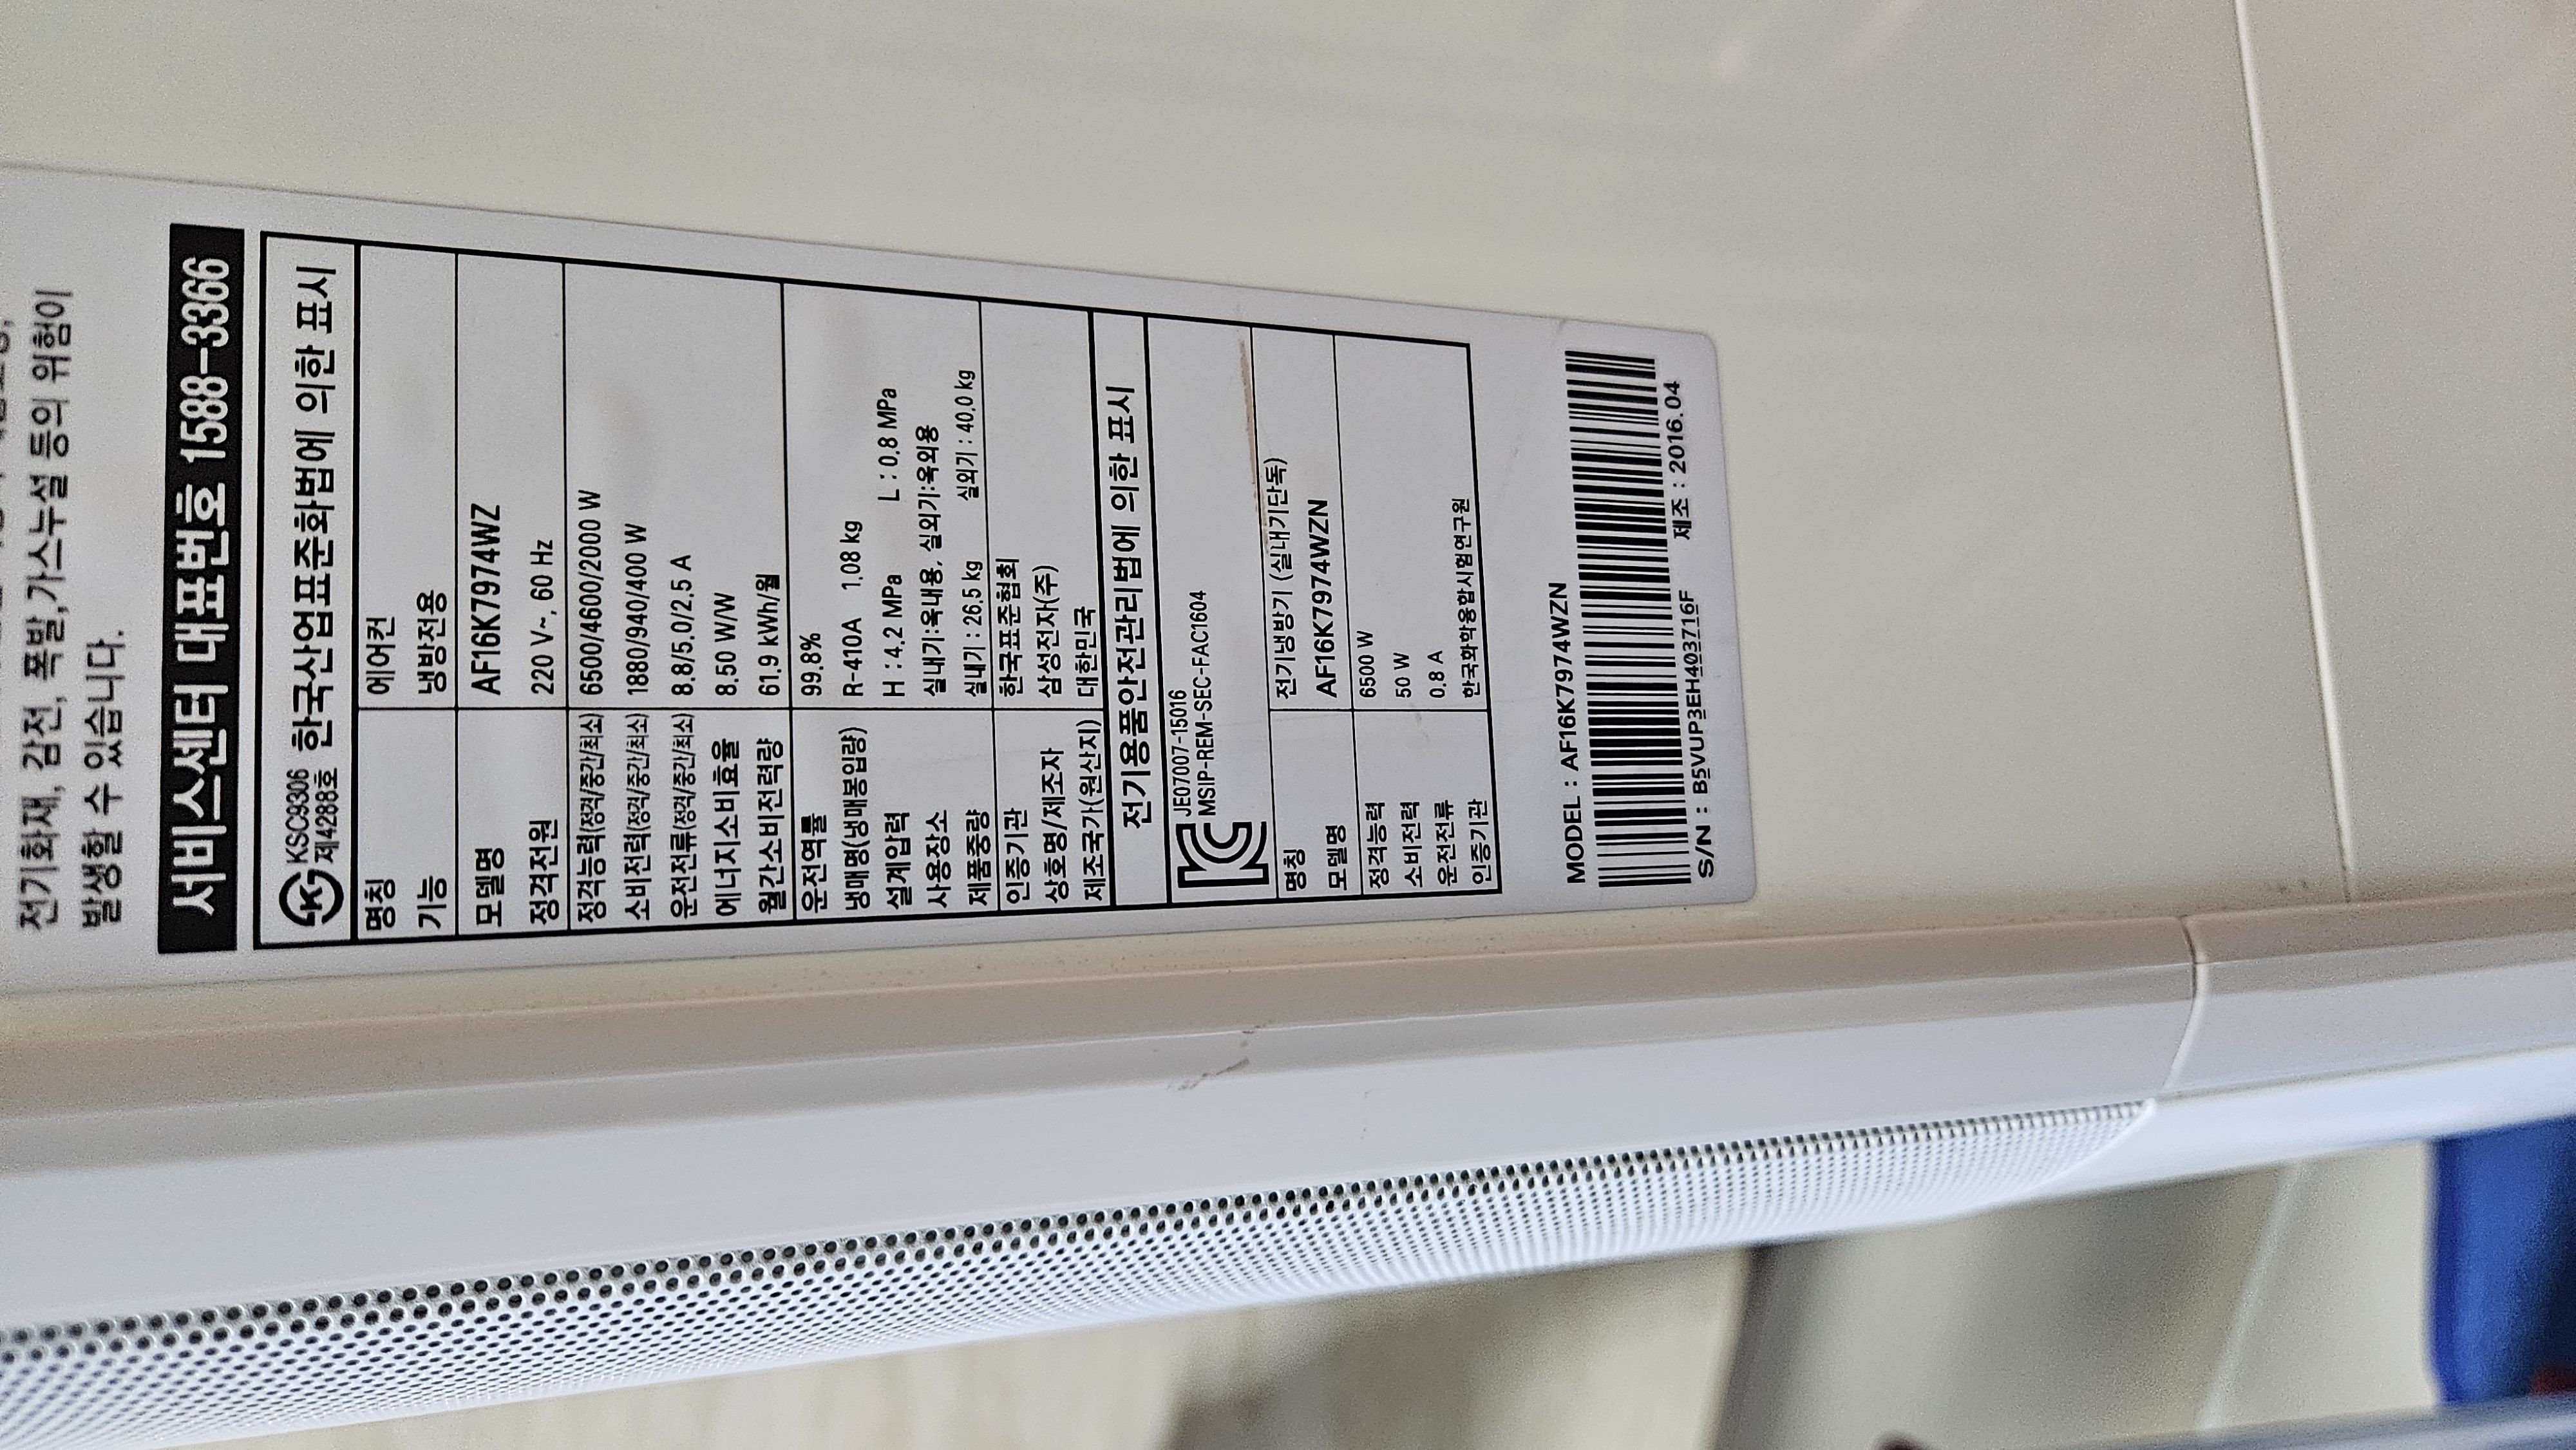 전기화재, 감전, 폭발,가스누설 등의 위험이
발생할 수 있습니다.
서비스센터 대표번호 1588-3366
KSC9306
제4288호 한국산업표준화법에 의한 표시
명칭 에어컨
기능 냉방전용
모델명 AF16K7974WZ
정격전원 220 V~, 60 Hz
정격능력(정격/중간/최소) 6500/4600/2000 W
소비전력(정격/중간/최소) 1880/940/400 W
운전전류(정격/중간/최소) 8.8/5.0/2.5 A
에너지소비효율 8.50 W/W
월간소비전력량 61.9 kWh/월
운전역률 99.8%
냉매명(냉매봉입량) R-410A 1.08 kg
설계압력 H : 4.2 MPa L : 0.8 MPa
사용장소 실내기:옥내용, 실외기:옥외용
제품중량 실내기 : 26.5 kg 실외기 : 40.0 kg
인증기관 한국표준협회
상호명/제조자 삼성전자(주)
제조국가(원산지) 대한민국
전기용품안전관리법에 의한 표시
JE07007-15016
MSIP-REM-SEC-FAC1604
명칭 전기냉방기 (실내기단독)
모델명 AF16K7974WZN
정격능력 6500 W
소비전력 50 W
운전전류 0.8 A
인증기관 한국화학융합시험연구원
MODEL : AF16K7974WZN
S/N : B5VUP3EH403716F 제조 : 2016.04